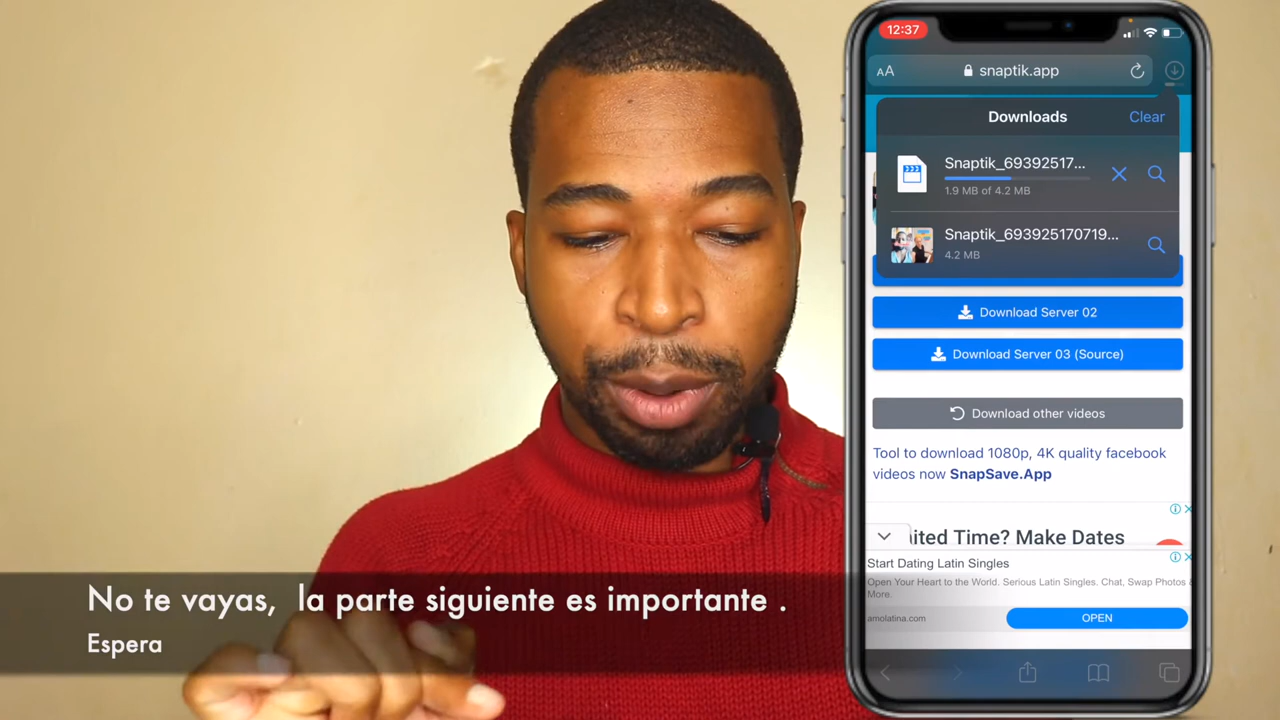 12:37
AA
snaptik.app
Downloads
Clear
Snaptik_69392517...
1.9 MB of 4.2 MB
Snaptik_693925170719...
4.2 MB
Download Server 02
Download Server 03 (Source)
Download other videos
Tool to download 1080p, 4K quality facebook
videos now SnapSave.App
ited Time? Make Dates
Start Dating Latin Singles
Open Your Heart to the World. Serious Latin Singles. Chat, Swap Photos &
More.
amolatina.com
OPEN
No te vayas, la parte siguiente es importante .
Espera